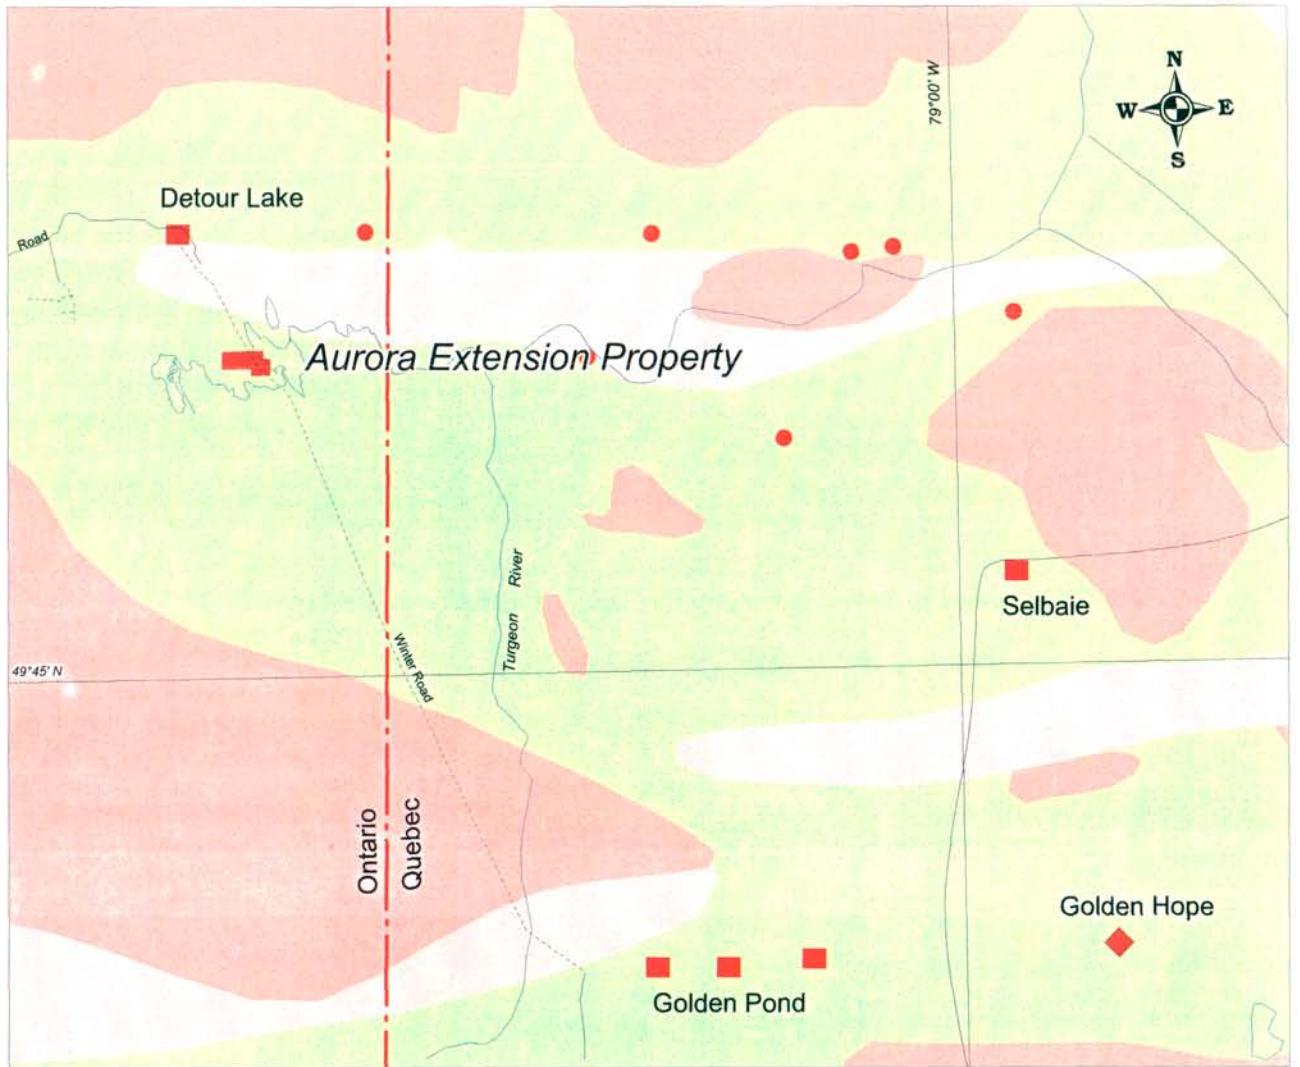 N
79°00' W
W E
S
Detour Lake
Road
Aurora Extension Property
Turgeon River
Selbaie
Winter Road
49°45' N
Ontario
Quebec
Golden Hope
Golden Pond